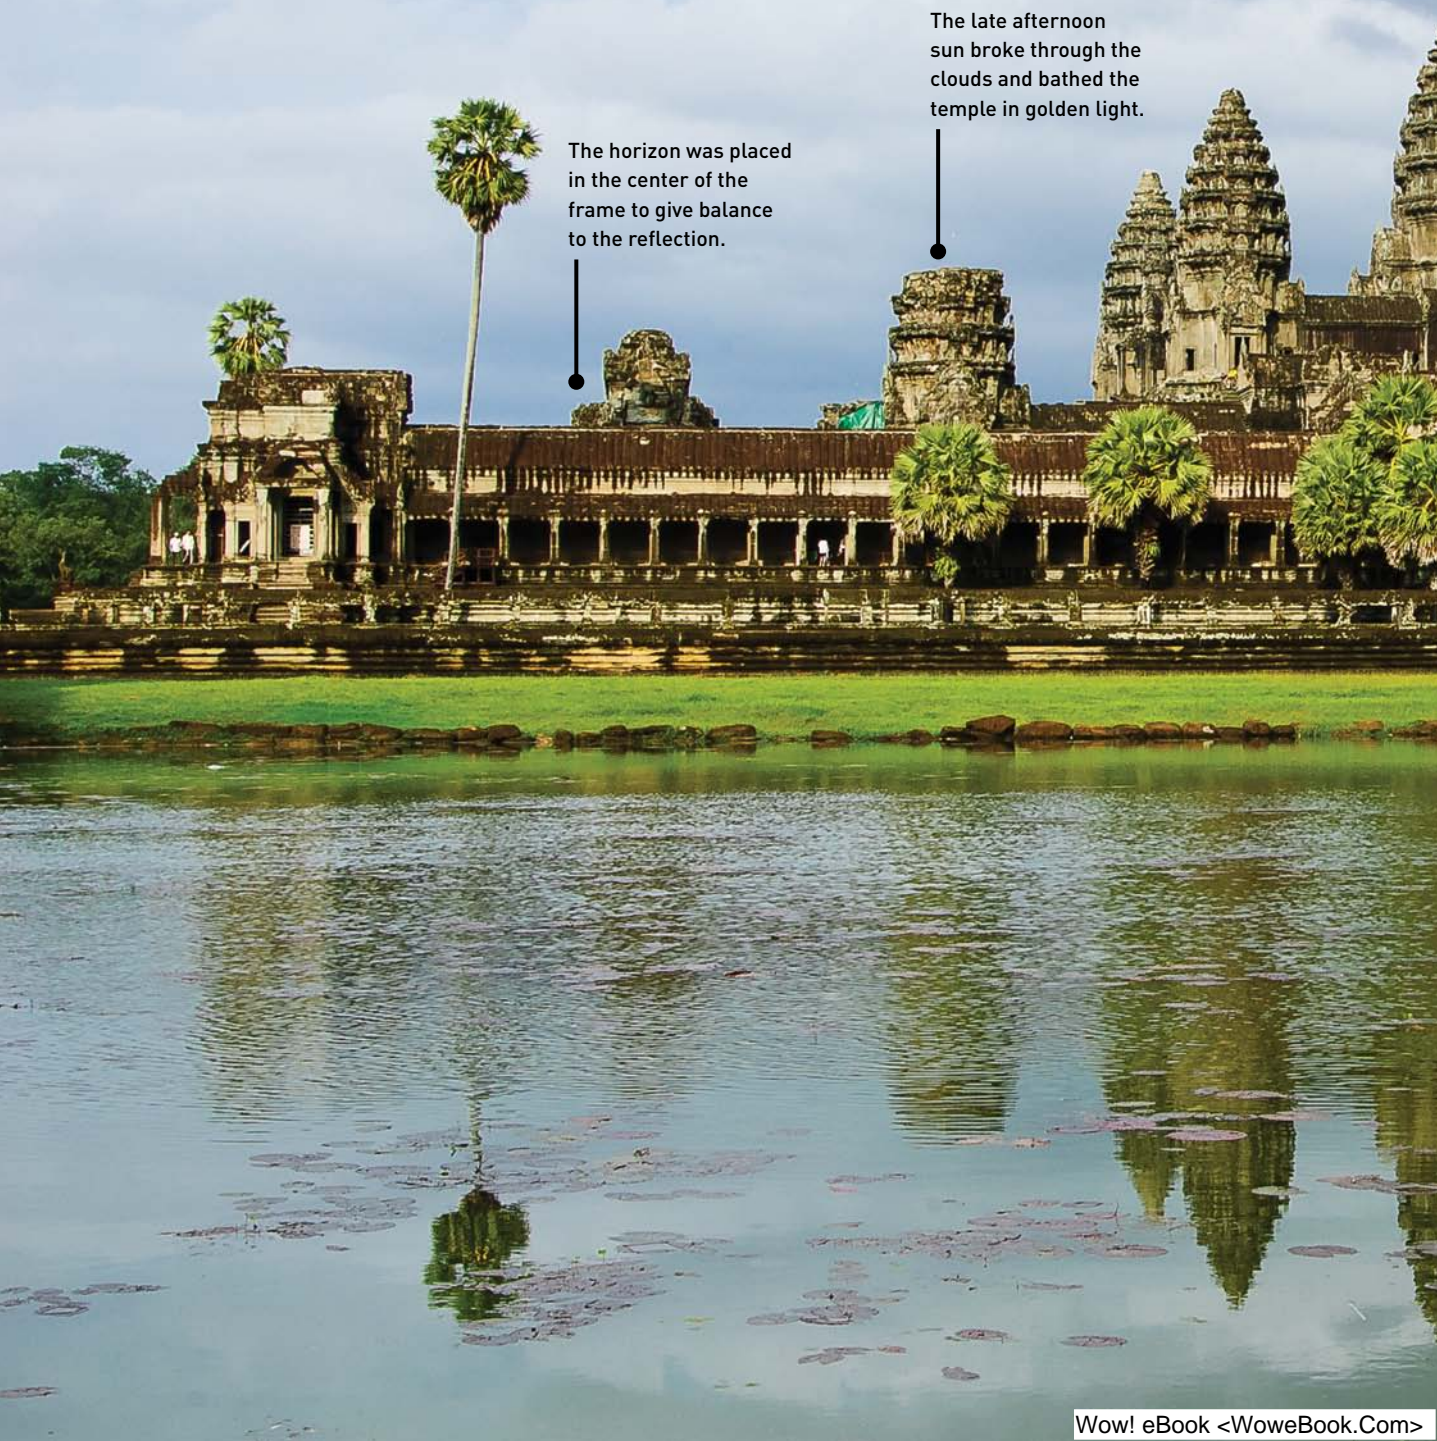 The late afternoon
sun broke through the
clouds and bathed the
temple in golden light.
The horizon was placed
in the center of the
frame to give balance
to the reflection.
Wow! eBook <WoweBook.Com>